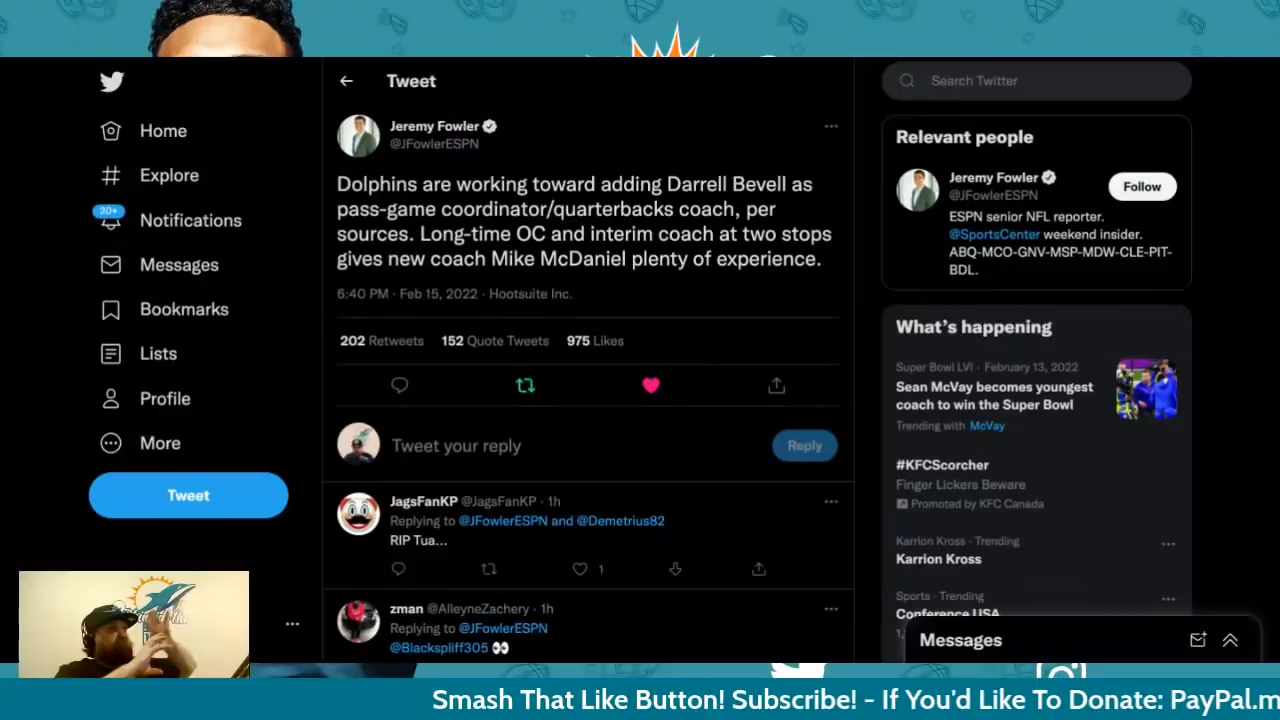 Home
Explore
20+
Notifications
Messages
Bookmarks
Lists
Profile
More
Tweet
Tweet
Jeremy Fowler
@JFowlerESPN
Dolphins are working toward adding Darrell Bevell as
pass-game coordinator/quarterbacks coach, per
sources. Long-time OC and interim coach at two stops
gives new coach Mike McDaniel plenty of experience.
6:40 PM · Feb 15, 2022 · Hootsuite Inc.
202 Retweets 152 Quote Tweets 975 Likes
Tweet your reply
Reply
JagsFanKP @JagsFanKP · 1h
Replying to @JFowlerESPN and @Demetrius82
RIP Tua...
1
zman @AlleyneZachery · 1h
Replying to @JFowlerESPN
@Blackspliff305 👀
Search Twitter
Relevant people
Jeremy Fowler
@JFowlerESPN
Follow
ESPN senior NFL reporter.
@SportsCenter weekend insider.
ABQ-MCO-GNV-MSP-MDW-CLE-PIT-
BDL.
What's happening
Super Bowl LVI · February 13, 2022
Sean McVay becomes youngest
coach to win the Super Bowl
Trending with McVay
#KFCScorcher
Finger Lickers Beware
Promoted by KFC Canada
Karrion Kross · Trending
Karrion Kross
Sports · Trending
Conference USA
Messages
Smash That Like Button! Subscribe! - If You'd Like To Donate: PayPal.m